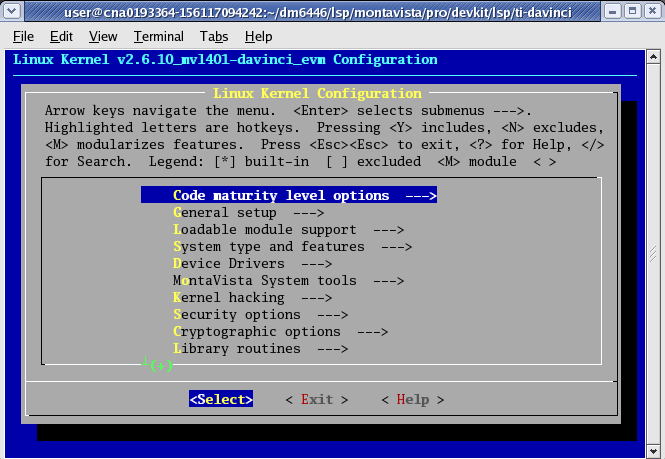 user@cna0193364-156117094242:~/dm6446/lsp/montavista/pro/devkit/lsp/ti-davinci
File Edit View Terminal Tabs Help
Linux Kernel v2.6.10_mvl401-davinci_evm Configuration
Linux Kernel Configuration
Arrow keys navigate the menu. <Enter> selects submenus --->.
Highlighted letters are hotkeys. Pressing <Y> includes, <N> excludes,
<M> modularizes features. Press <Esc><Esc> to exit, <?> for Help, </>
for Search. Legend: [*] built-in [ ] excluded <M> module < >
Code maturity level options --->
General setup --->
Loadable module support --->
System type and features --->
Device Drivers --->
MontaVista System tools --->
Kernel hacking --->
Security options --->
Cryptographic options --->
Library routines --->
(+)
<Select> < Exit > < Help >